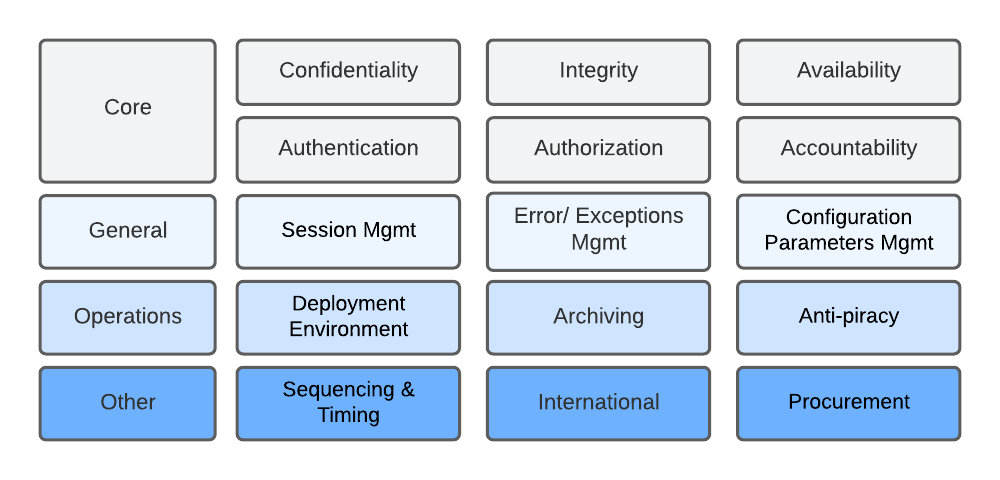 Core
Confidentiality
Integrity
Availability
Authentication
Authorization
Accountability
General
Session Mgmt
Error/ Exceptions
Mgmt
Configuration
Parameters Mgmt
Operations
Deployment
Environment
Archiving
Anti-piracy
Other
Sequencing &
Timing
International
Procurement